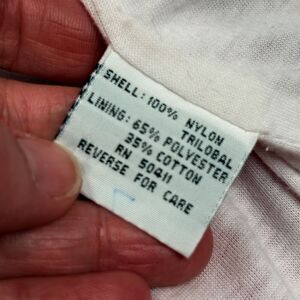 SHELL: 100% NYLON
TRILOBAL
LINING: 65% POLYESTER
35% COTTON
RN 50411
REVERSE FOR CARE